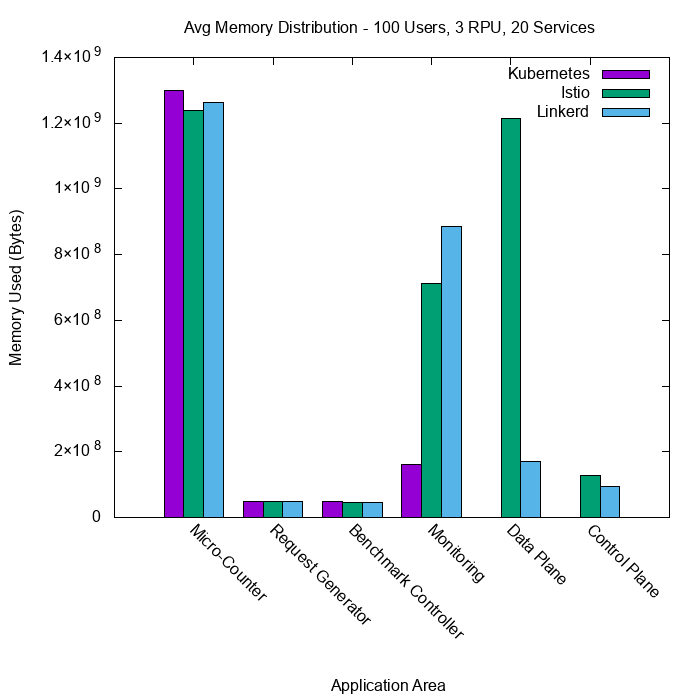 Avg Memory Distribution - 100 Users, 3 RPU, 20 Services
Kubernetes
Istio
Linkerd
1.4×10⁹
1.2×10⁹
1×10⁹
8×10⁸
6×10⁸
4×10⁸
2×10⁸
0
Memory Used (Bytes)
Micro-Counter
Request Generator
Benchmark Controller
Monitoring
Data Plane
Control Plane
Application Area